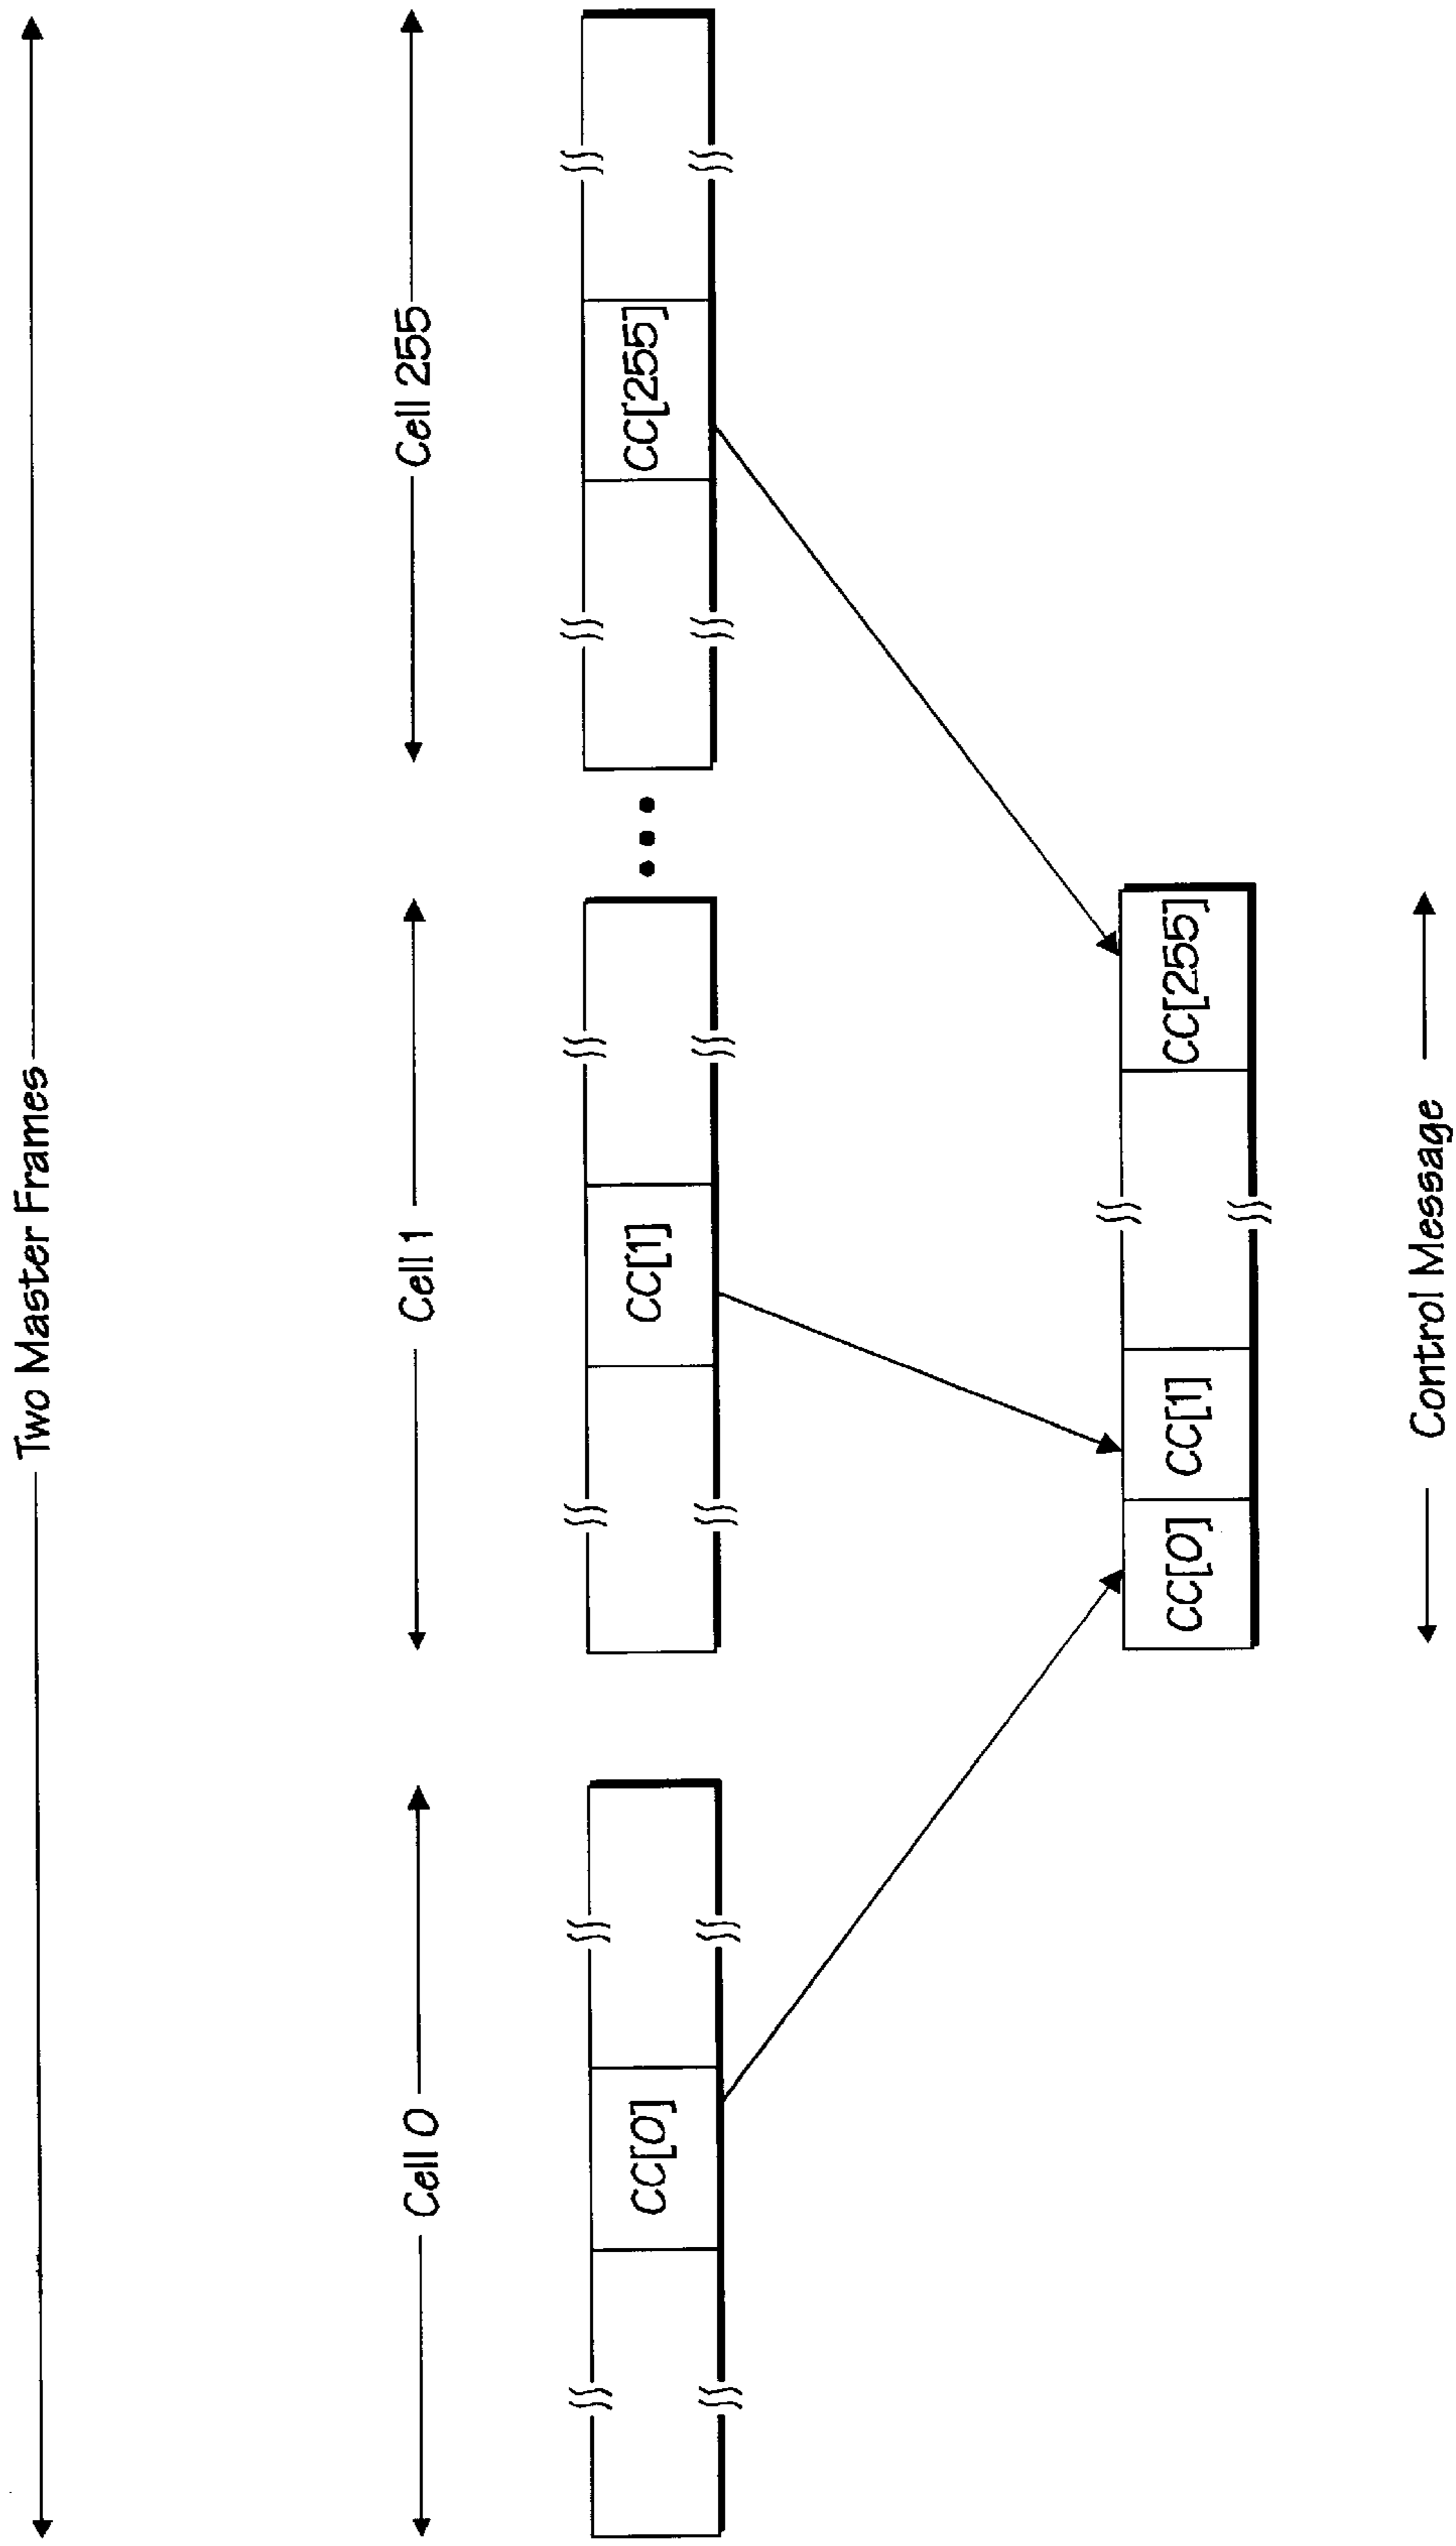 Two Master Frames
Cell 0
Cell 1
Cell 255
CC[0]
CC[1]
CC[255]
CC[0]
CC[1]
CC[255]
Control Message